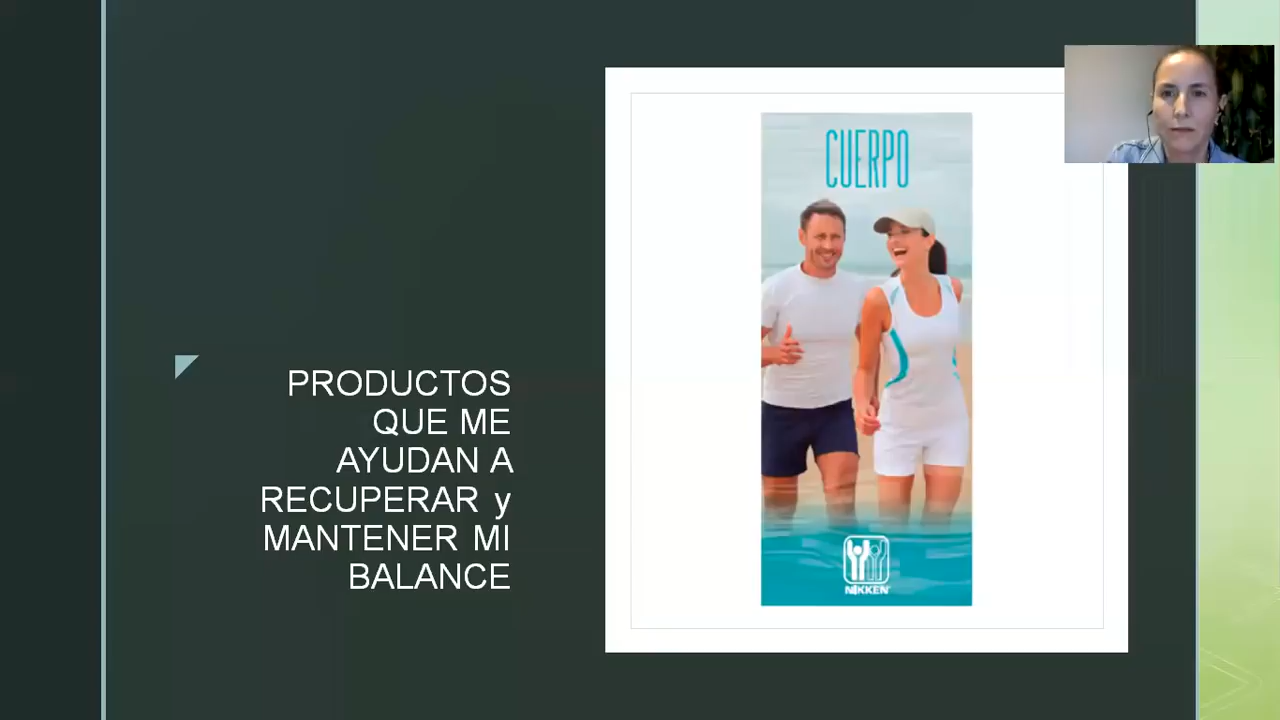 PRODUCTOS
QUE ME
AYUDAN A
RECUPERAR y
MANTENER MI
BALANCE
CUERPO
NIKKEN